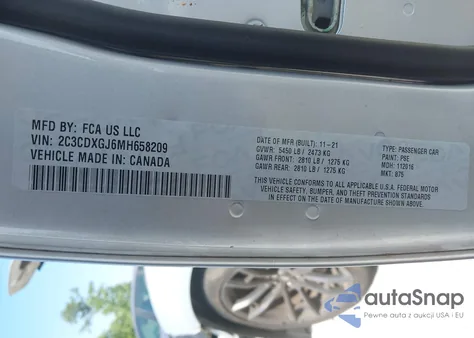 MFD BY: FCA US LLC
VIN: 2C3CDXGJ6MH658209
VEHICLE MADE IN: CANADA
DATE OF MFR (BUILT): 11-21
GVWR: 5450 LB / 2473 KG
GAWR FRONT: 2810 LB / 1275 KG
GAWR REAR: 2810 LB / 1275 KG
TYPE: PASSENGER CAR
PAINT:
MDH: 112016
MKT: 875
THIS VEHICLE CONFORMS TO ALL APPLICABLE U.S.A. FEDERAL MOTOR
VEHICLE SAFETY, BUMPER, AND THEFT PREVENTION STANDARDS
IN EFFECT ON THE DATE OF MANUFACTURE SHOWN ABOVE.
autoSnap
Pewne auta z aukcji USA i EU